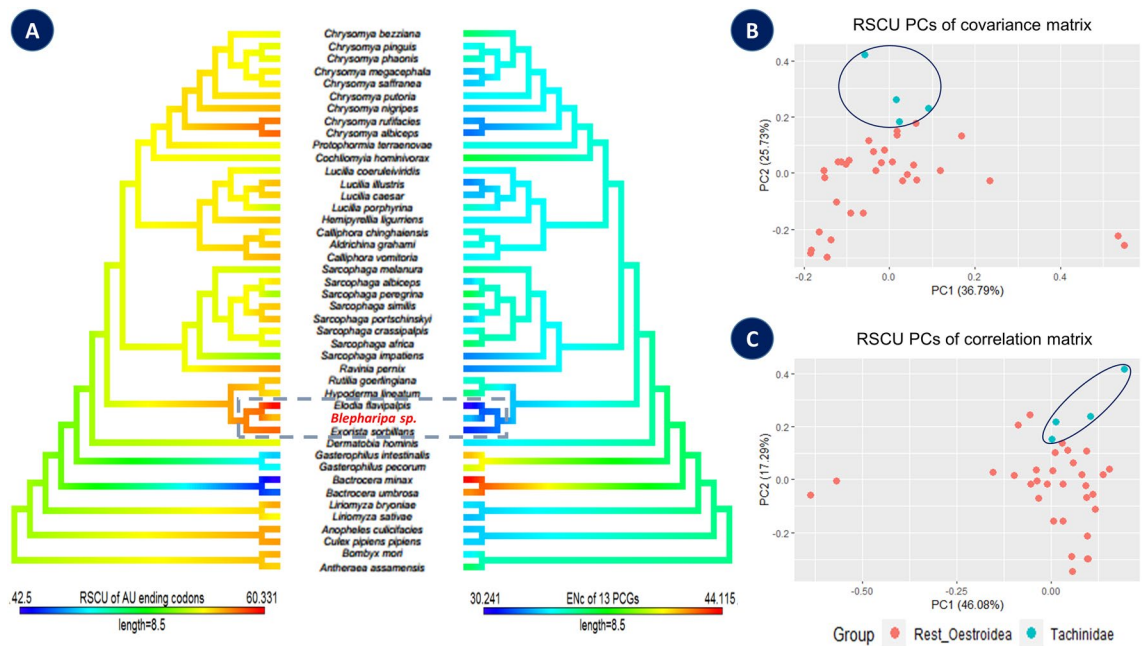 A
Chrysomya bezziana
Chrysomya pinguis
Chrysomya phaonis
Chrysomya megacephala
Chrysomya saffranea
Chrysomya putoria
Chrysomya nigripes
Chrysomya rufifacies
Chrysomya albiceps
Protophormia terraenovae
Cochliomyia hominivorax
Lucilia coeruleiviridis
Lucilia illustris
Lucilia caesar
Lucilia porphyrina
Hemipyrellia ligurriens
Calliphora chinghaiensis
Aldrichina grahami
Calliphora vomitoria
Sarcophaga melanura
Sarcophaga albiceps
Sarcophaga peregrina
Sarcophaga similis
Sarcophaga portschinskyi
Sarcophaga crassipalpis
Sarcophaga africa
Sarcophaga impatiens
Ravinia pernix
Rutilia goerlingiana
Hypoderma lineatum
Elodia flavipalpis
Blepharipa sp.
Exorista sorbillans
Dermatobia hominis
Gasterophilus intestinalis
Gasterophilus pecorum
Bactrocera minax
Bactrocera umbrosa
Liriomyza bryoniae
Liriomyza sativae
Anopheles culicifacies
Culex pipiens pipiens
Bombyx mori
Antheraea assamensis
42.5 RSCU of AU ending codons 60.331
length=8.5
30.241 ENc of 13 PCGs 44.115
length=8.5
B
RSCU PCs of covariance matrix
PC2 (25.73%)
0.4
0.2
0.0
-0.2
-0.2 0.0 0.2 0.4
PC1 (36.79%)
C
RSCU PCs of correlation matrix
PC2 (17.29%)
0.4
0.2
0.0
-0.2
-0.50 -0.25 0.00
PC1 (46.08%)
Group Rest_Oestroidea Tachinidae